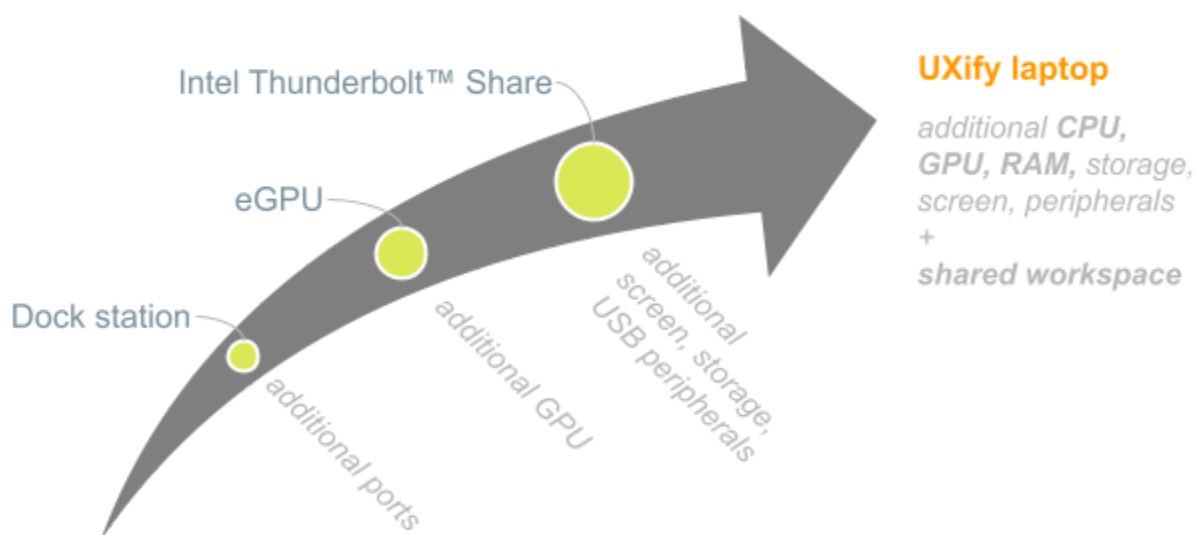 Intel Thunderbolt™ Share
eGPU
Dock station
additional ports
additional GPU
additional
screen, storage,
USB peripherals
UXify laptop
additional CPU,
GPU, RAM, storage,
screen, peripherals
+
shared workspace